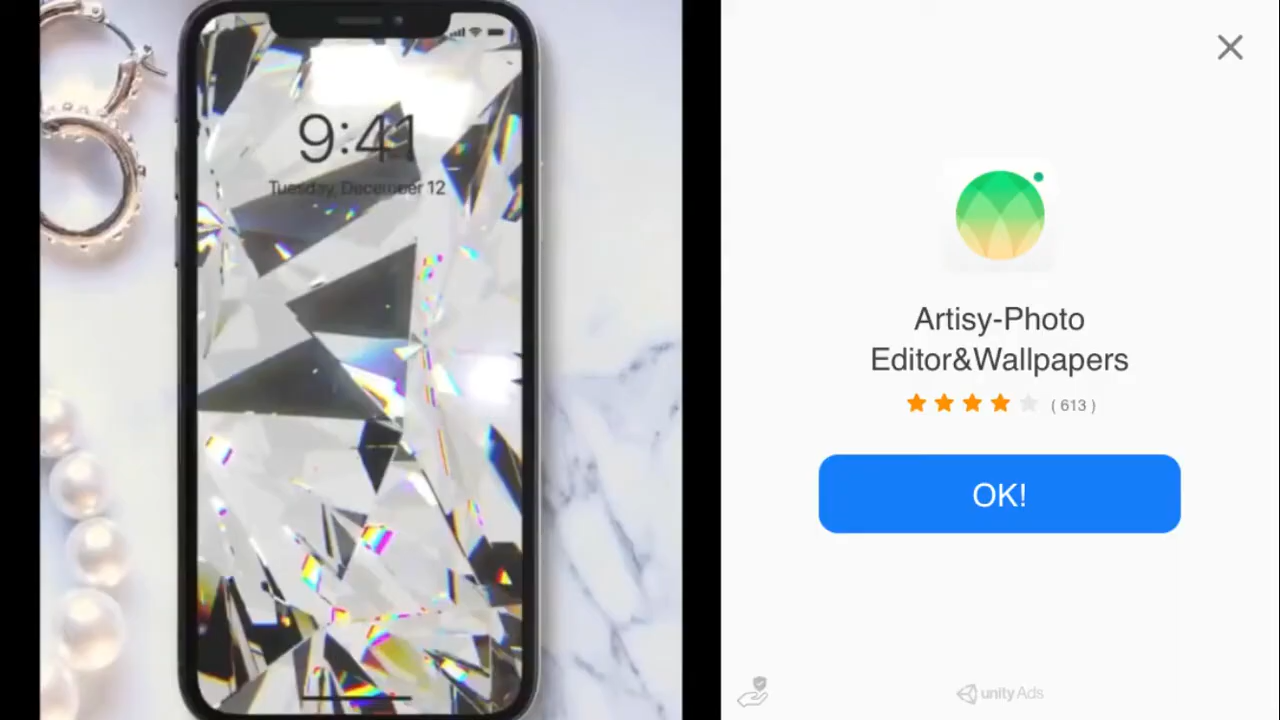 9:41
Tuesday, December 12
Artisy-Photo
Editor&Wallpapers
( 613 )
OK!
unity Ads